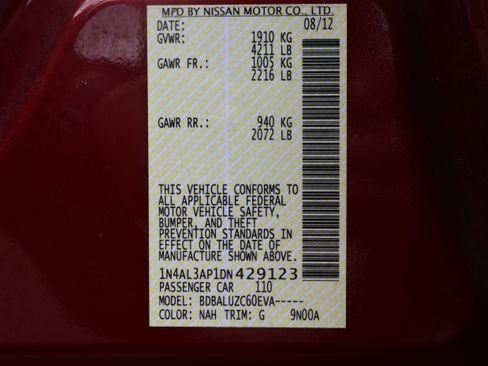 MFD BY NISSAN MOTOR CO., LTD.
DATE: 08/12
GVWR: 1910 KG
4211 LB
GAWR FR.: 1005 KG
2216 LB
GAWR RR.: 940 KG
2072 LB
THIS VEHICLE CONFORMS TO
ALL APPLICABLE FEDERAL
MOTOR VEHICLE SAFETY,
BUMPER, AND THEFT
PREVENTION STANDARDS IN
EFFECT ON THE DATE OF
MANUFACTURE SHOWN ABOVE.
1N4AL3AP1DN429123
PASSENGER CAR 110
MODEL: BDBALUZC60EVA-----
COLOR: NAH TRIM: G 9N00A